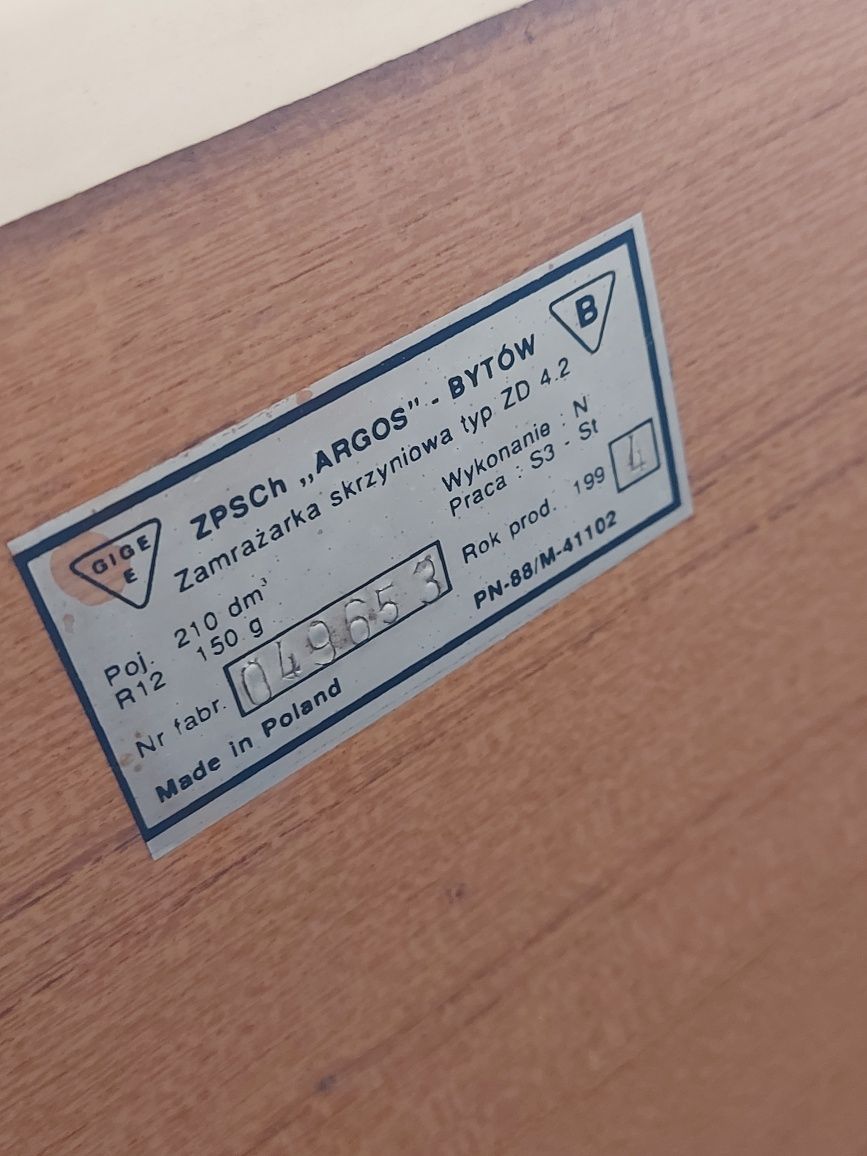 ZPSCh „ARGOS" - BYTÓW
B
Zamrażarka skrzyniowa typ ZD 4.2
GIGE
E
Wykonanie : N
Praca : S3 - St
Poj. 210 dm³
R12 150 g
Rok prod. 199 4
Nr fabr. 049653
PN-88/M-41102
Made in Poland